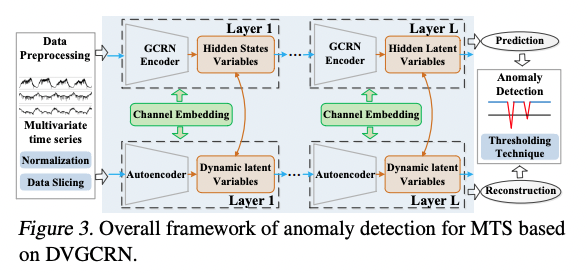 Data
Preprocessing
Multivariate
time series
Normalization
Data Slicing
Layer 1
GCRN
Encoder
Hidden States
Variables
Channel Embedding
Autoencoder
Dynamic latent
Variables
Layer 1
Layer L
GCRN
Encoder
Hidden Latent
Variables
Channel Embedding
Autoencoder
Dynamic latent
Variables
Layer L
Prediction
Anomaly
Detection
Thresholding
Technique
Reconstruction
Figure 3. Overall framework of anomaly detection for MTS based
on DVGCRN.